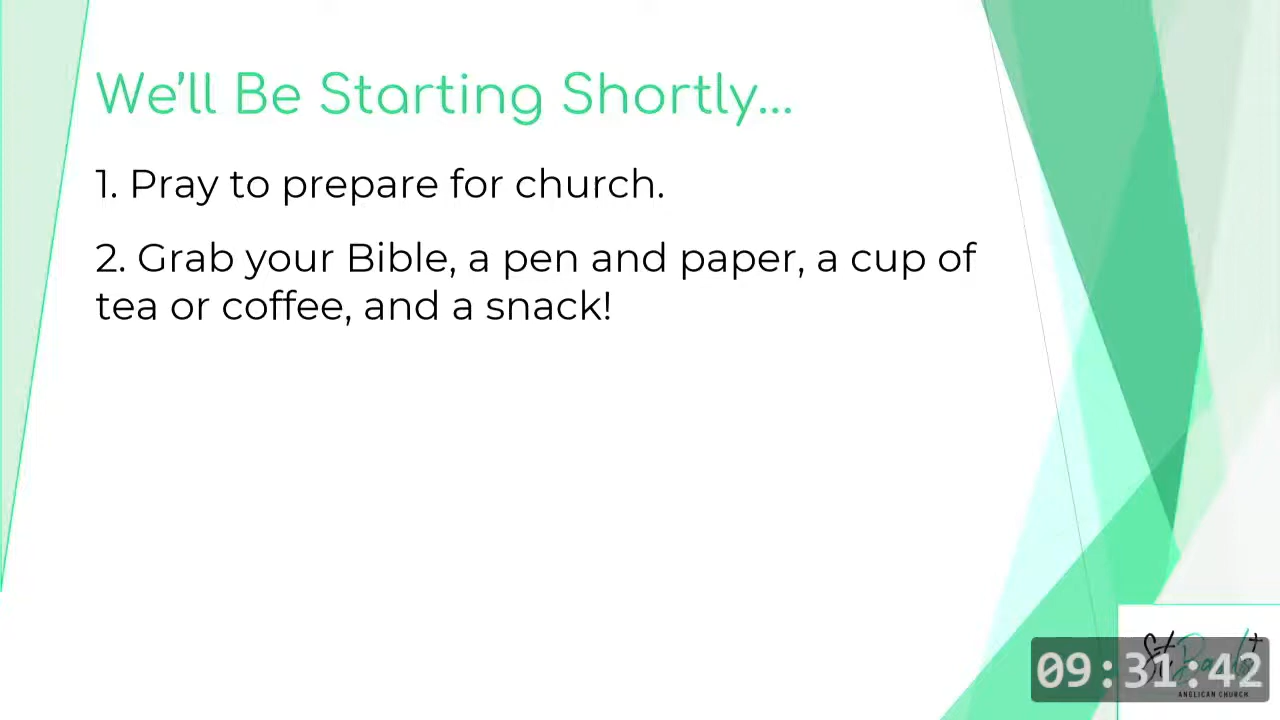 We'll Be Starting Shortly...
1. Pray to prepare for church.
2. Grab your Bible, a pen and paper, a cup of
tea or coffee, and a snack!
St
09:31:42
ANGLICAN CHURCH